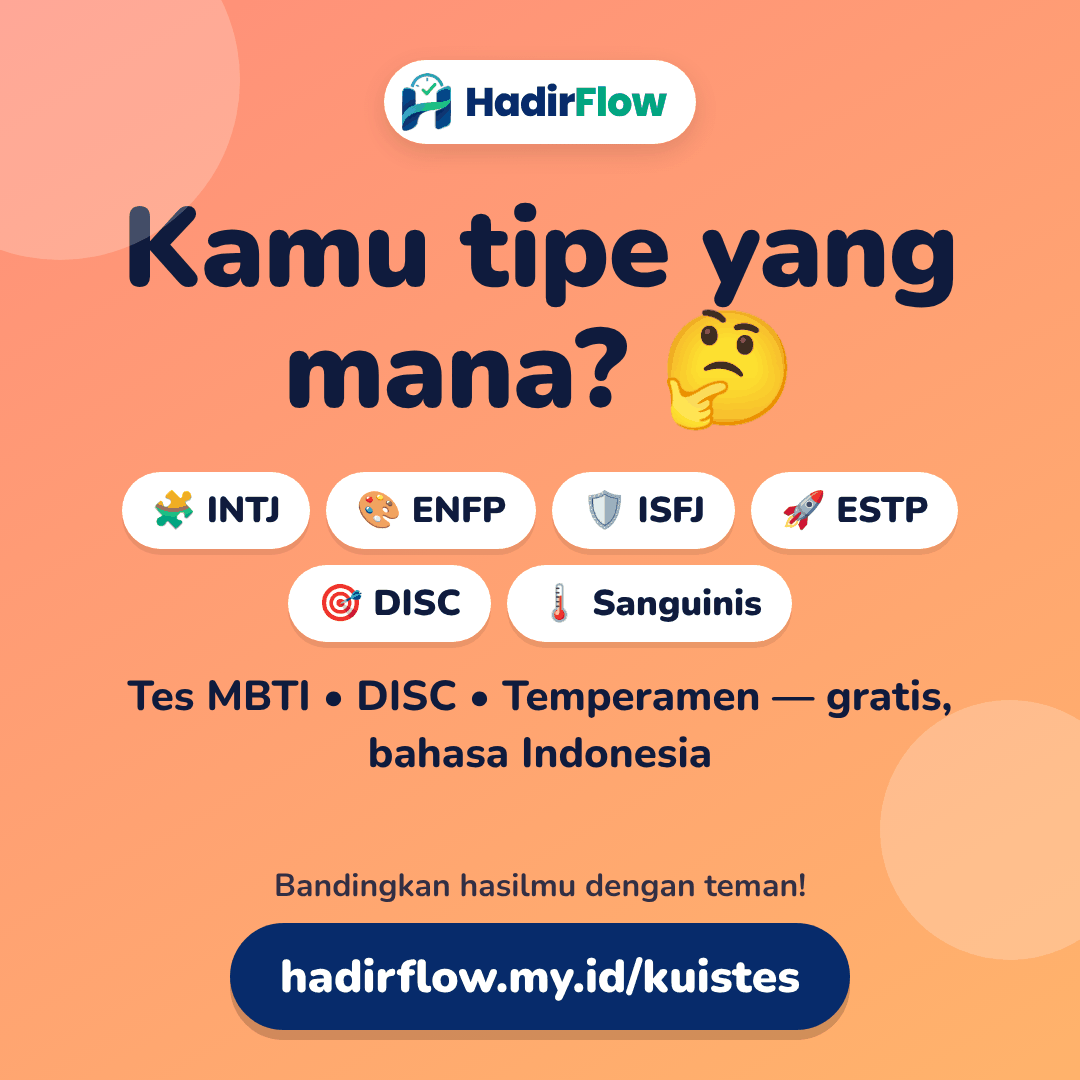 HadirFlow
Kamu tipe yang
mana? 🤔
🧩 INTJ
🎨 ENFP
🛡️ ISFJ
🚀 ESTP
🎯 DISC
🌡️ Sanguinis
Tes MBTI • DISC • Temperamen — gratis,
bahasa Indonesia
Bandingkan hasilmu dengan teman!
hadirflow.my.id/kuistes